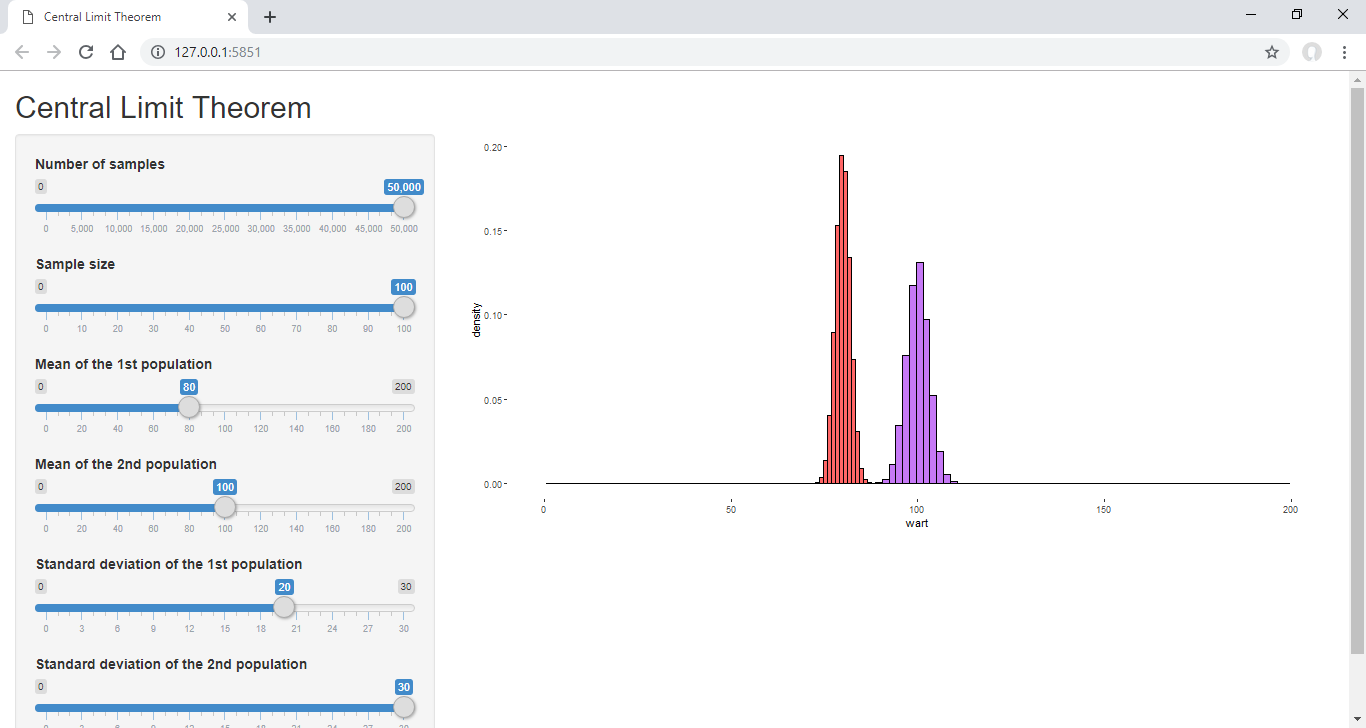 Central Limit Theorem
127.0.0.1:5851
Central Limit Theorem
Number of samples
0 50,000
0 5,000 10,000 15,000 20,000 25,000 30,000 35,000 40,000 45,000 50,000
Sample size
0 100
0 10 20 30 40 50 60 70 80 90 100
Mean of the 1st population
0 80 200
0 20 40 60 80 100 120 140 160 180 200
Mean of the 2nd population
0 100 200
0 20 40 60 80 100 120 140 160 180 200
Standard deviation of the 1st population
0 20 30
0 3 6 9 12 15 18 21 24 27 30
Standard deviation of the 2nd population
0 30
0.20
0.15
0.10
0.05
0.00
density
0 50 100 150 200
wart